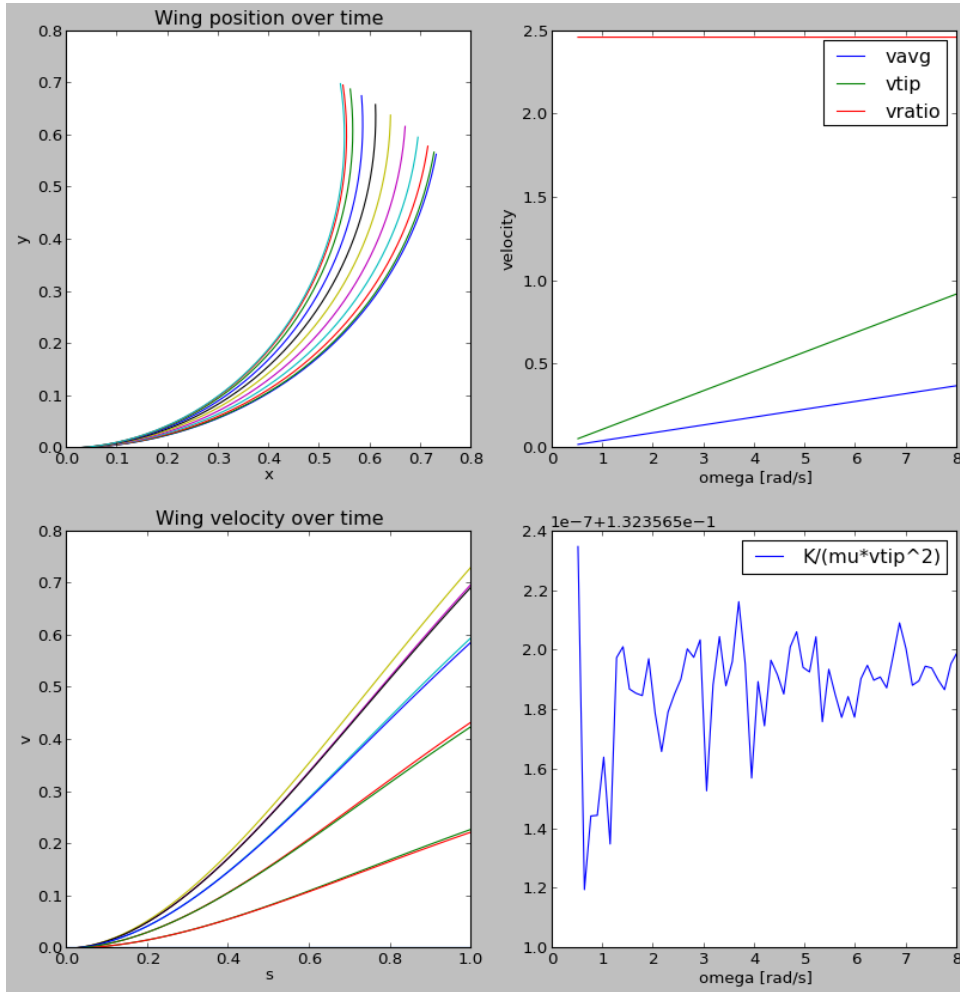 Wing position over time
0.8
0.7
0.6
0.5
0.4
0.3
0.2
0.1
0.0
y
0.0 0.1 0.2 0.3 0.4 0.5 0.6 0.7 0.8
x
2.5
2.0
1.5
1.0
0.5
0.0
velocity
vavg
vtip
vratio
0 1 2 3 4 5 6 7 8
omega [rad/s]
Wing velocity over time
0.8
0.7
0.6
0.5
0.4
0.3
0.2
0.1
0.0
v
0.0 0.2 0.4 0.6 0.8 1.0
s
1e−7+1.323565e−1
2.4
2.2
2.0
1.8
1.6
1.4
1.2
1.0
K/(mu*vtip^2)
0 1 2 3 4 5 6 7 8
omega [rad/s]